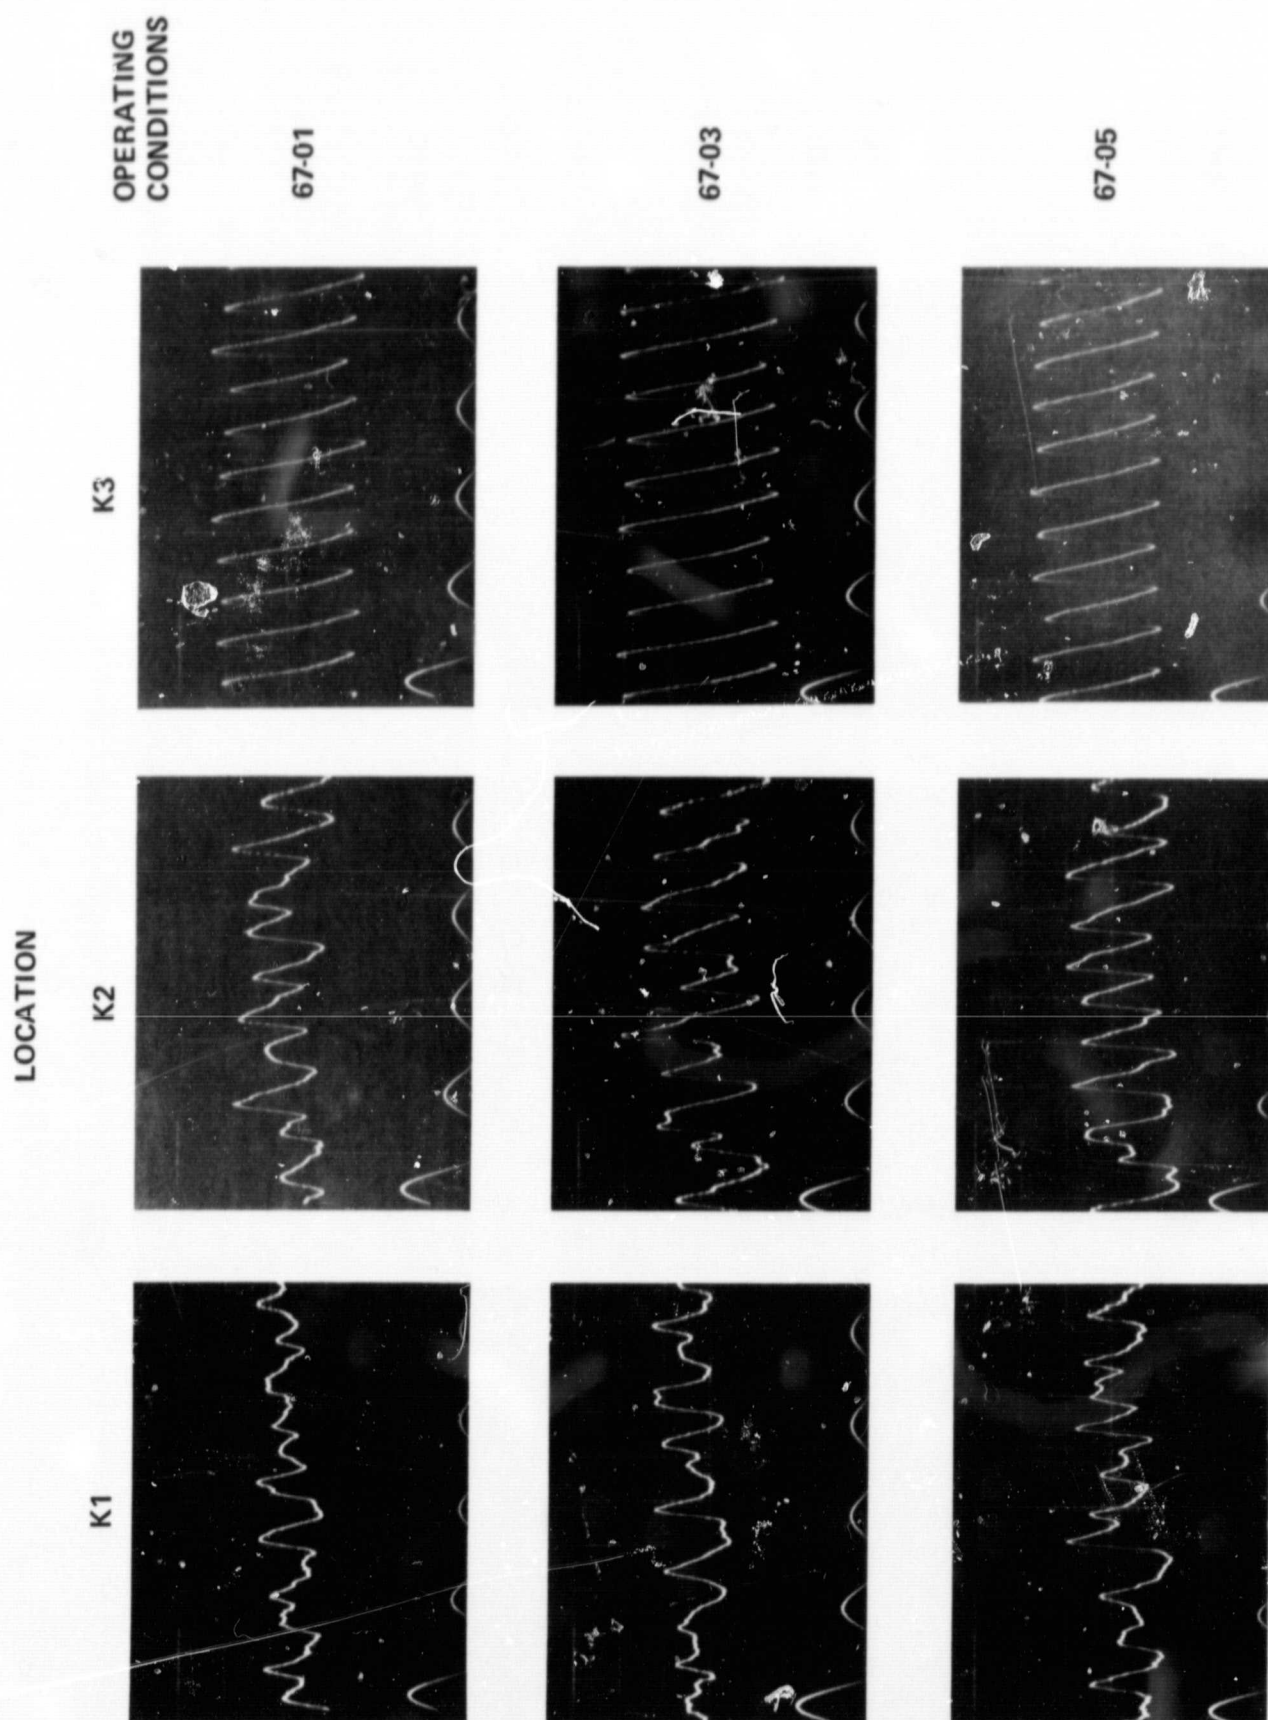 LOCATION
K1
K2
K3
OPERATING
CONDITIONS
67-01
67-03
67-05